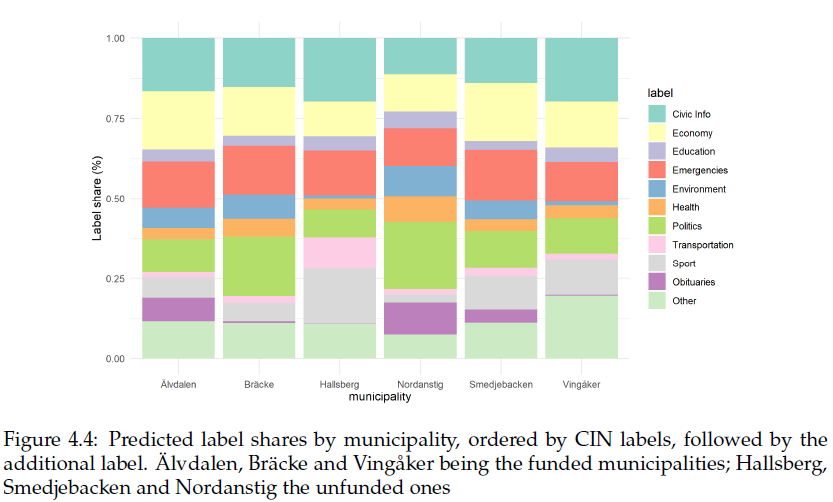 1.00
0.75
0.50
0.25
0.00
Label share (%)
Älvdalen Bräcke Hallsberg Nordanstig Smedjebacken Vingåker
municipality
label
Civic Info
Economy
Education
Emergencies
Environment
Health
Politics
Transportation
Sport
Obituaries
Other
Figure 4.4: Predicted label shares by municipality, ordered by CIN labels, followed by the
additional label. Älvdalen, Bräcke and Vingåker being the funded municipalities; Hallsberg,
Smedjebacken and Nordanstig the unfunded ones